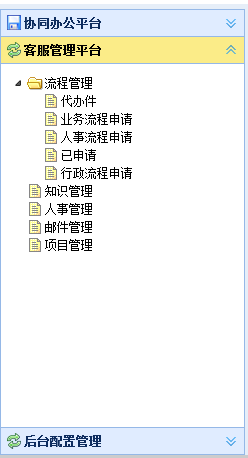 协同办公平台
客服管理平台
流程管理
代办件
业务流程申请
人事流程申请
已申请
行政流程申请
知识管理
人事管理
邮件管理
项目管理
后台配置管理